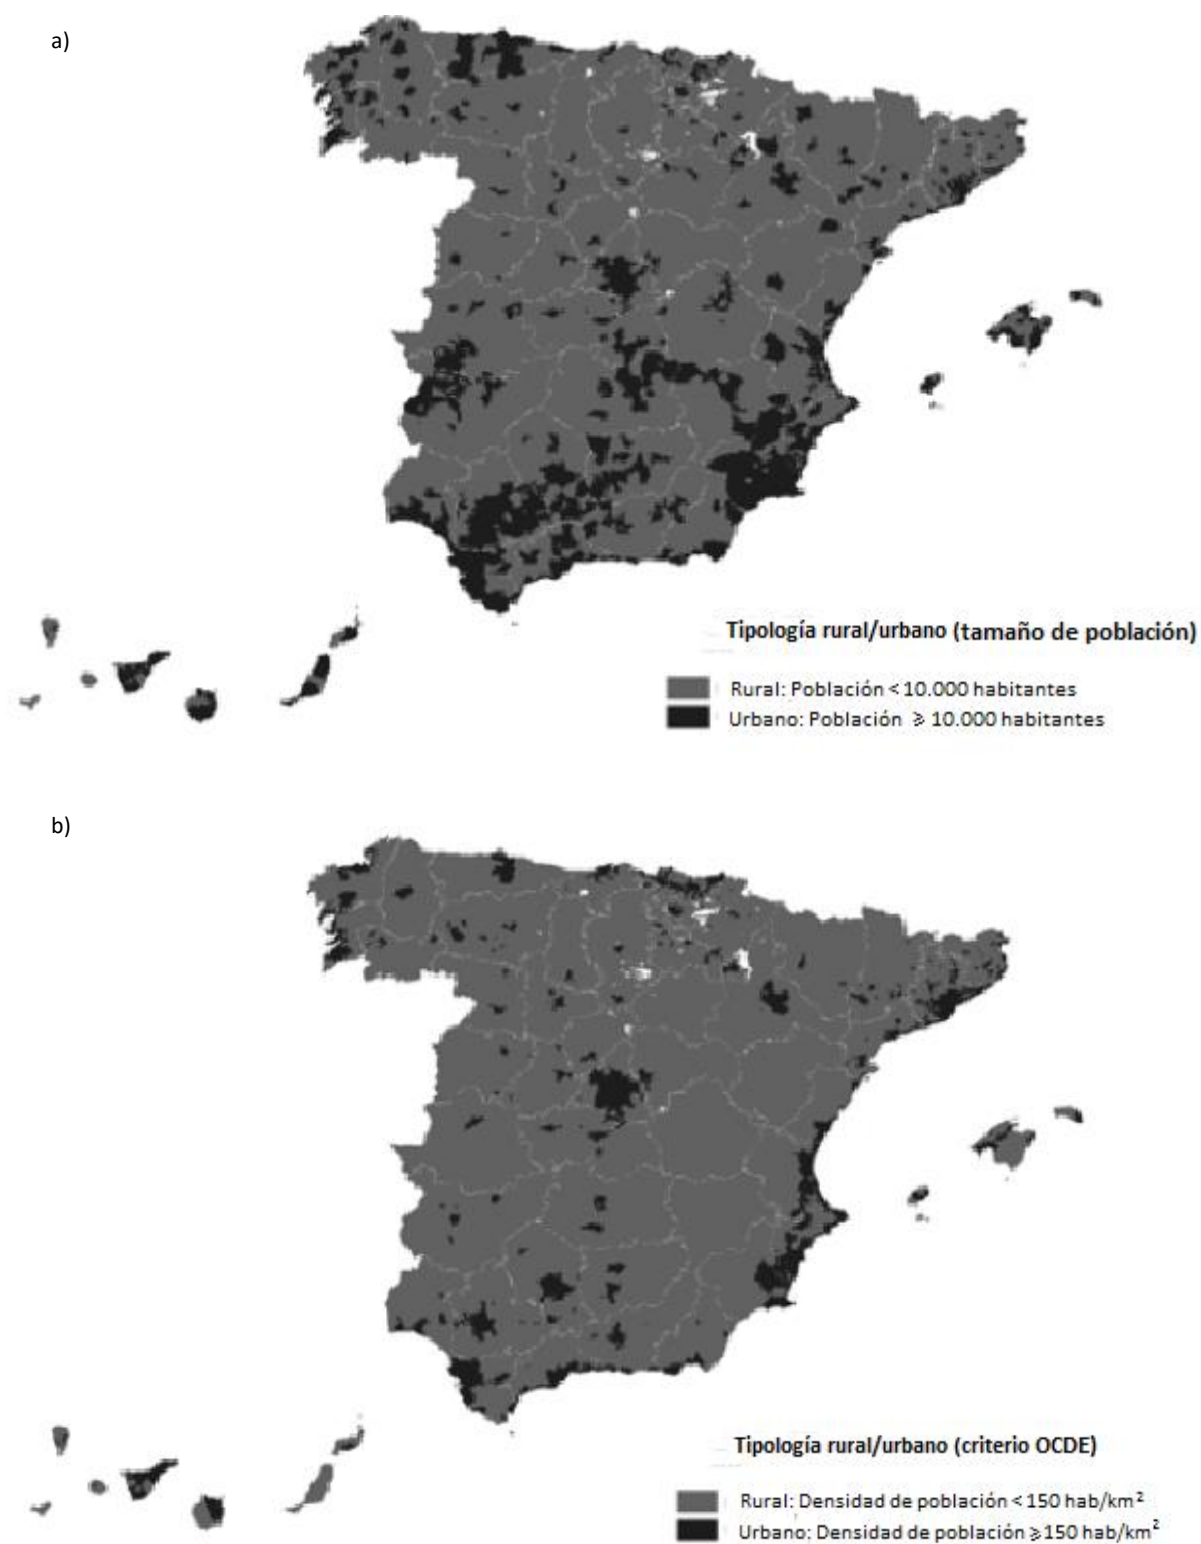 a)
Tipología rural/urbano (tamaño de población)
Rural: Población < 10.000 habitantes
Urbano: Población ⩾ 10.000 habitantes
b)
Tipología rural/urbano (criterio OCDE)
Rural: Densidad de población < 150 hab/km²
Urbano: Densidad de población ⩾ 150 hab/km²